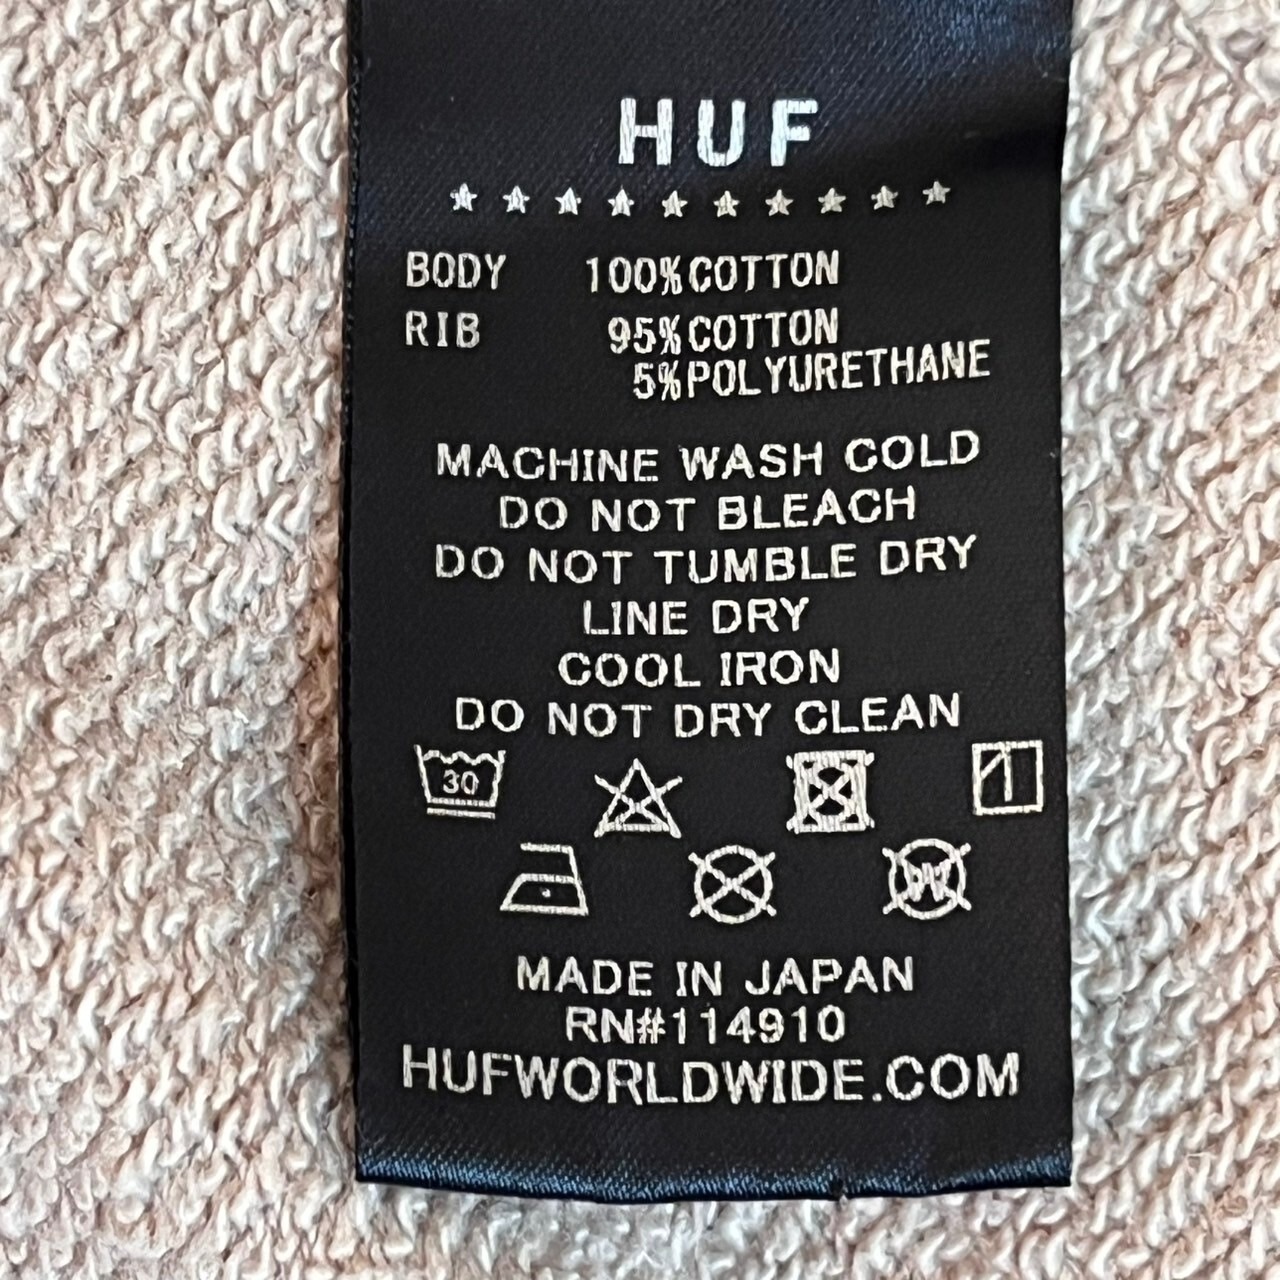 HUF
BODY 100%COTTON
RIB 95%COTTON
5%POLYURETHANE
MACHINE WASH COLD
DO NOT BLEACH
DO NOT TUMBLE DRY
LINE DRY
COOL IRON
DO NOT DRY CLEAN
30
W
MADE IN JAPAN
RN#114910
HUFWORLDWIDE.COM